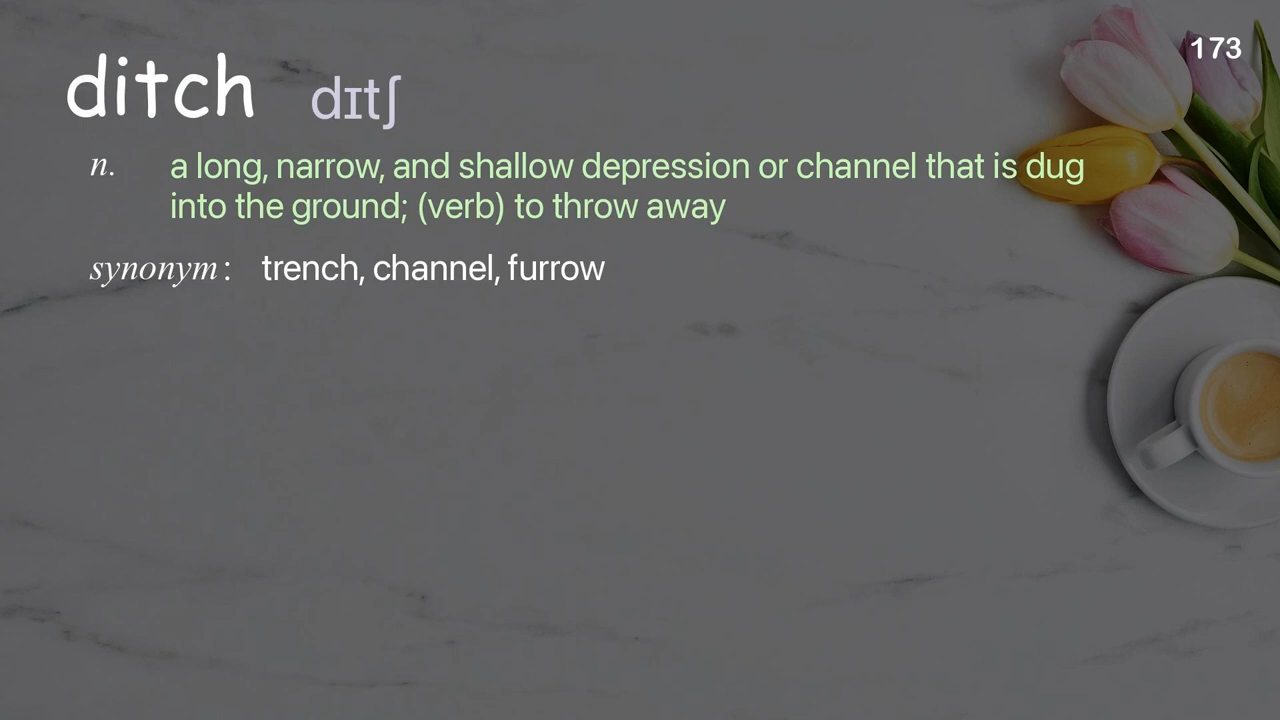 173
ditch dɪtʃ
n. a long, narrow, and shallow depression or channel that is dug
into the ground; (verb) to throw away
synonym: trench, channel, furrow